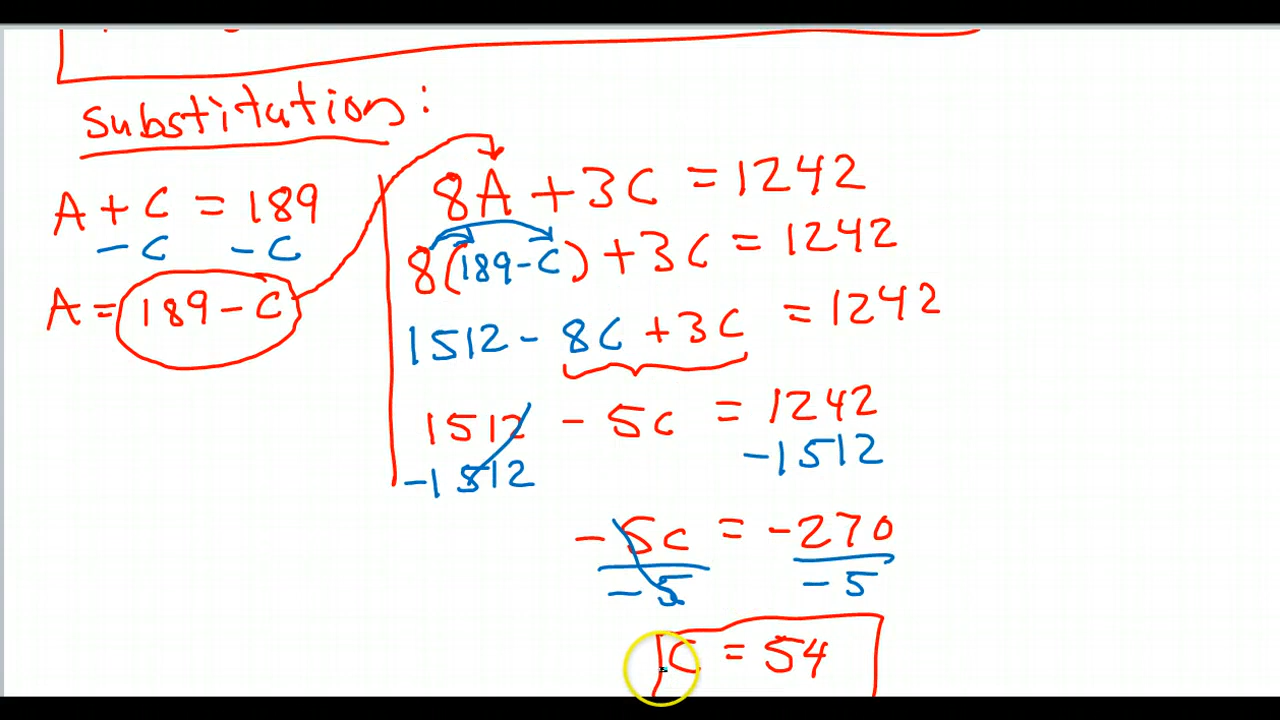 Substitution:
A + C = 189
- C - C
A = 189 - C
8A + 3C = 1242
8(189 - C) + 3C = 1242
1512 - 8C + 3C = 1242
1512 - 5C = 1242
-1512 -1512
-5C = -270
-5 -5
C = 54